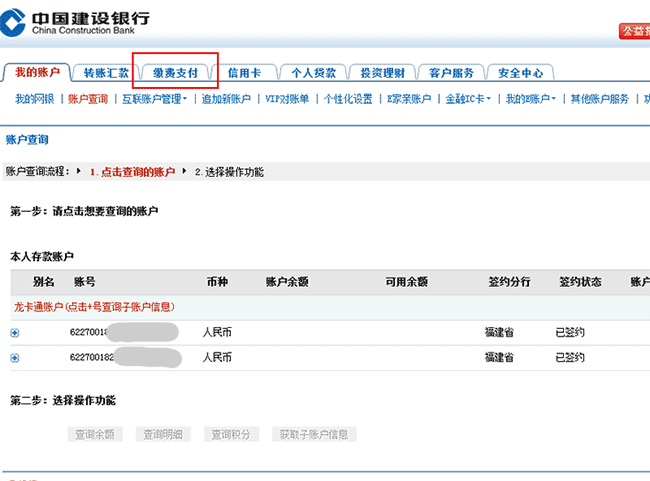 中国建设银行
China Construction Bank
公益
我的账户 转账汇款 缴费支付 信用卡 个人贷款 投资理财 客户服务 安全中心
我的网银 | 账户查询 | 互联账户管理 | 追加新账户 | VIP对账单 | 个性化设置 | E家亲账户 | 金融IC卡 | 我的E账户 | 其他账户服务 |
账户查询
账户查询流程: 1.点击查询的账户 2.选择操作功能
第一步:请点击想要查询的账户
本人存款账户
别名 账号 币种 账户余额 可用余额 签约分行 签约状态 账户
龙卡通账户(点击+号查询子账户信息)
62270018 人民币 福建省 已签约
622700182 人民币 福建省 已签约
第二步:选择操作功能
查询余额 查询明细 查询积分 获取子账户信息